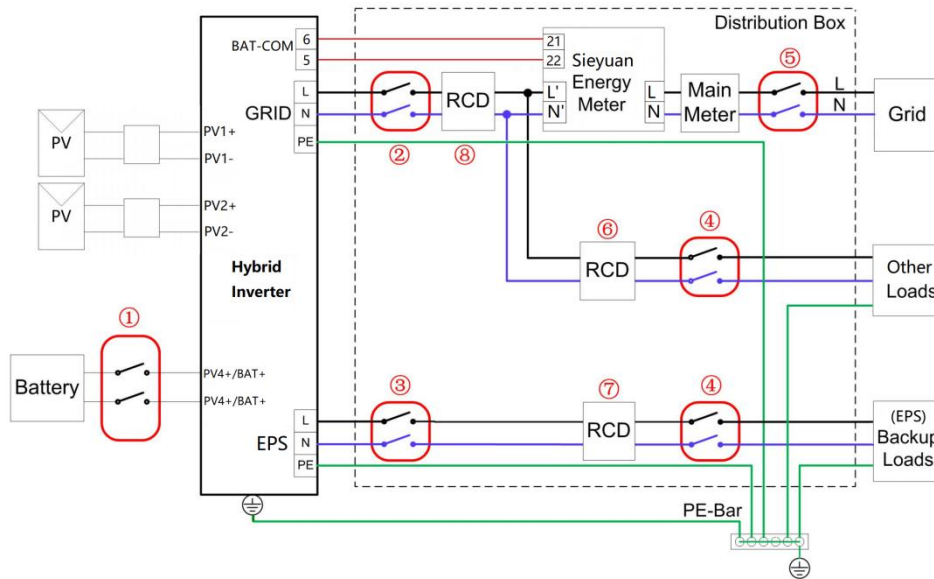 Distribution Box
BAT-COM
6
5
21
22
Sieyuan
Energy
Meter
L'
N'
L
N
Main
Meter
⑤
L
N
Grid
GRID
L
N
PE
②
RCD
⑧
PV
PV1+
PV1-
PV
PV2+
PV2-
Hybrid
Inverter
⑥
RCD
④
Other
Loads
①
Battery
PV4+/BAT+
PV4+/BAT+
EPS
L
N
PE
③
⑦
RCD
④
(EPS)
Backup
Loads
PE-Bar